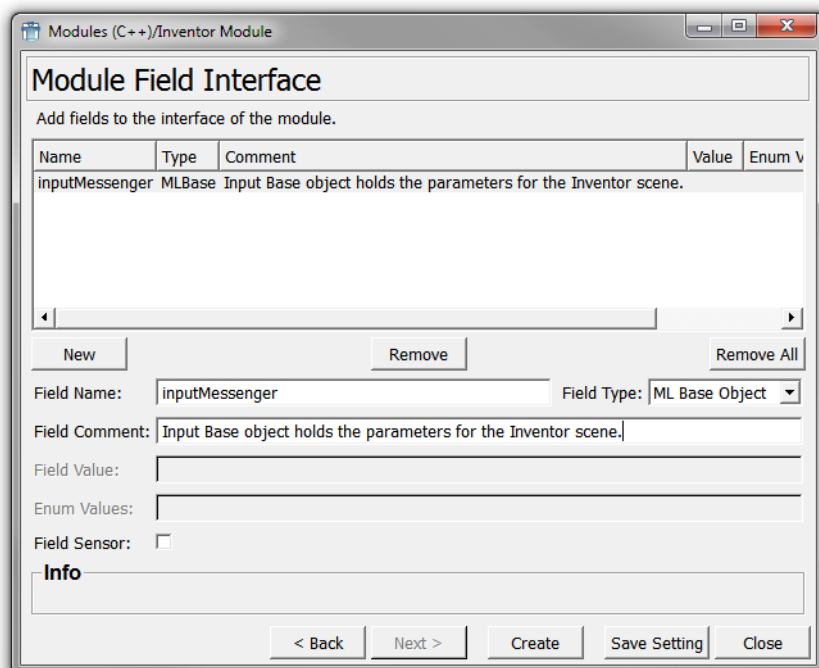 Modules (C++)/Inventor Module
Module Field Interface
Add fields to the interface of the module.
Name Type Comment Value Enum V
inputMessenger MLBase Input Base object holds the parameters for the Inventor scene.
New Remove Remove All
Field Name: inputMessenger Field Type: ML Base Object
Field Comment: Input Base object holds the parameters for the Inventor scene.
Field Value:
Enum Values:
Field Sensor:
Info
< Back Next > Create Save Setting Close